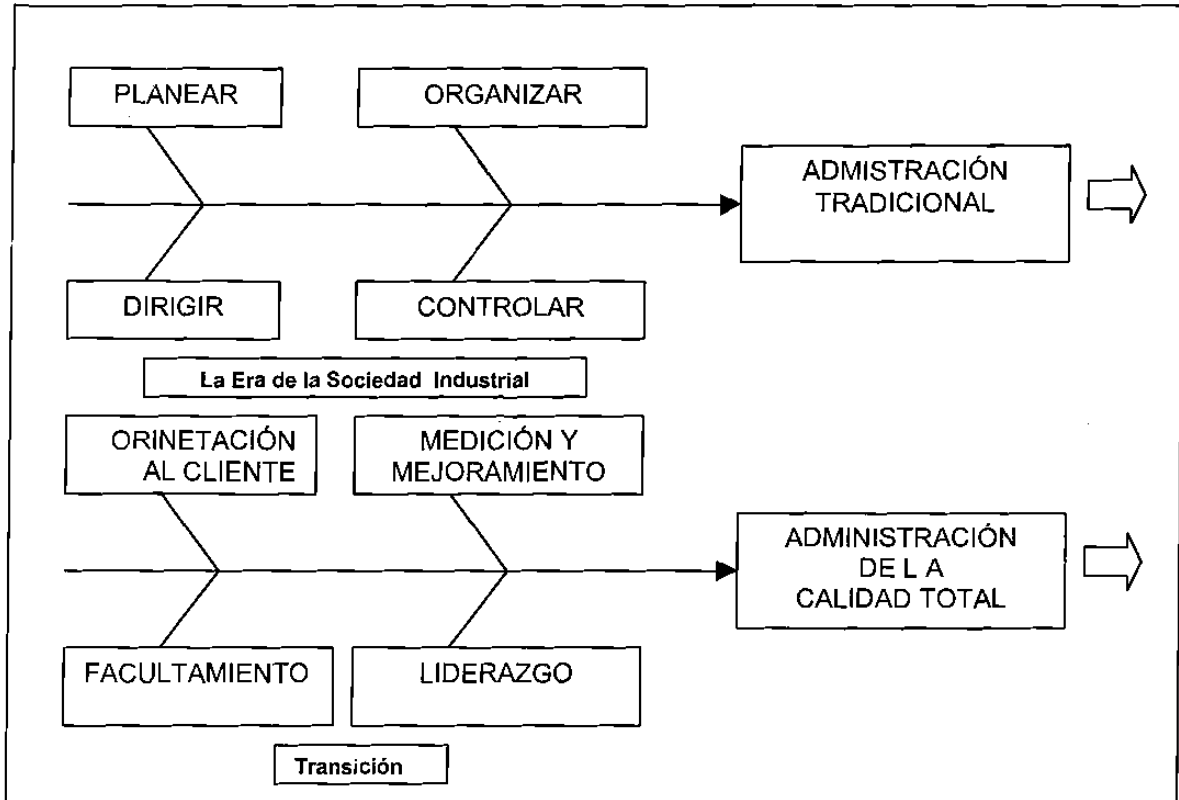 PLANEAR
ORGANIZAR
ADMISTRACIÓN
TRADICIONAL
DIRIGIR
CONTROLAR
La Era de la Sociedad Industrial
ORINETACIÓN
AL CLIENTE
MEDICIÓN Y
MEJORAMIENTO
ADMINISTRACIÓN
DE L A
CALIDAD TOTAL
FACULTAMIENTO
LIDERAZGO
Transición